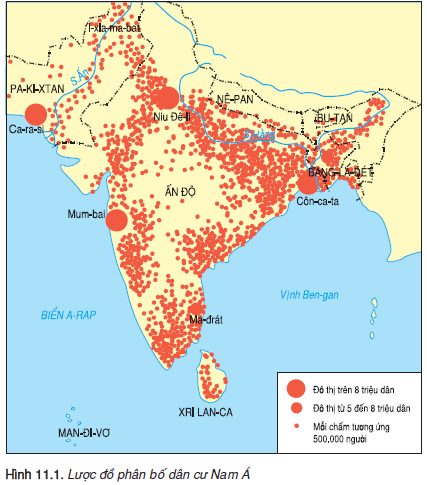 I-xla-ma-bat
S.Ấn
PA-KI-XTAN
Ca-ra-si
Niu Đê-li
NÊ-PAN
BU-TAN
S.Hằng
BĂNG-LA-ĐÉT
ẤN ĐỘ
Côn-ca-ta
Mum-bai
BIỂN A-RAP
Vịnh Ben-gan
Ma-đrát
XRI LAN-CA
MAN-ĐI-VƠ
Đô thị trên 8 triệu dân
Đô thị từ 5 đến 8 triệu dân
Mỗi chấm tương ứng
500,000 người
Hình 11.1. Lược đồ phân bố dân cư Nam Á